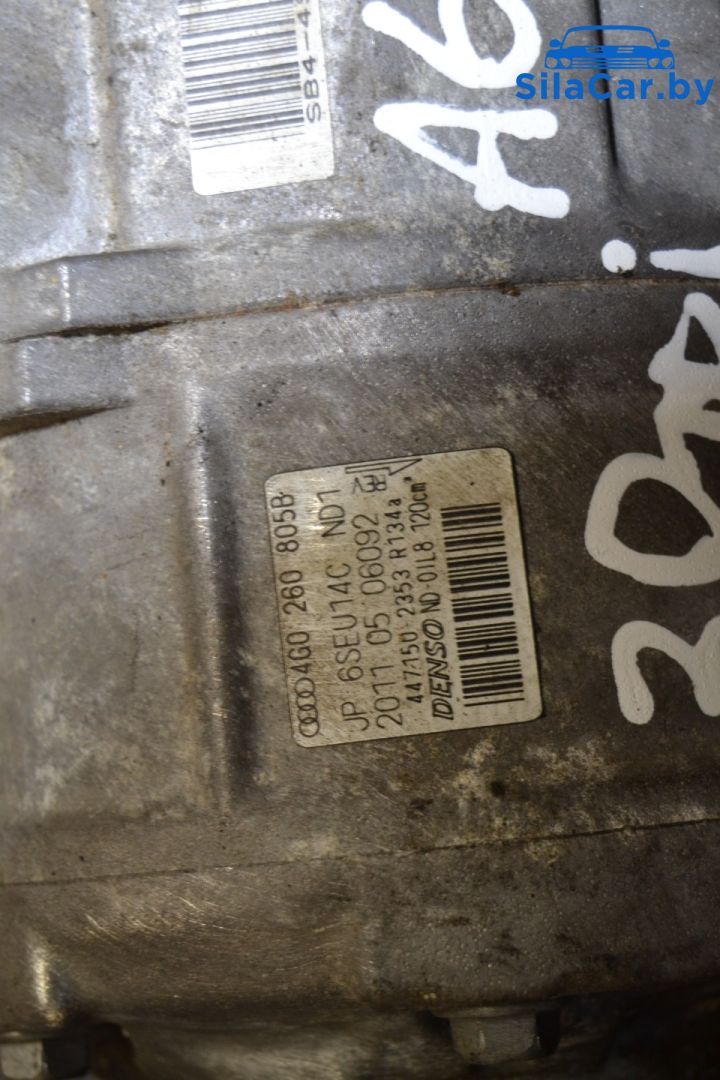 SilaCar.by
SB4-4
A6
4G0 260 805B
JP 6SEU14C ND1
2011 05 06092
447150-2353 R134a
DENSO ND-OIL8 120cm³